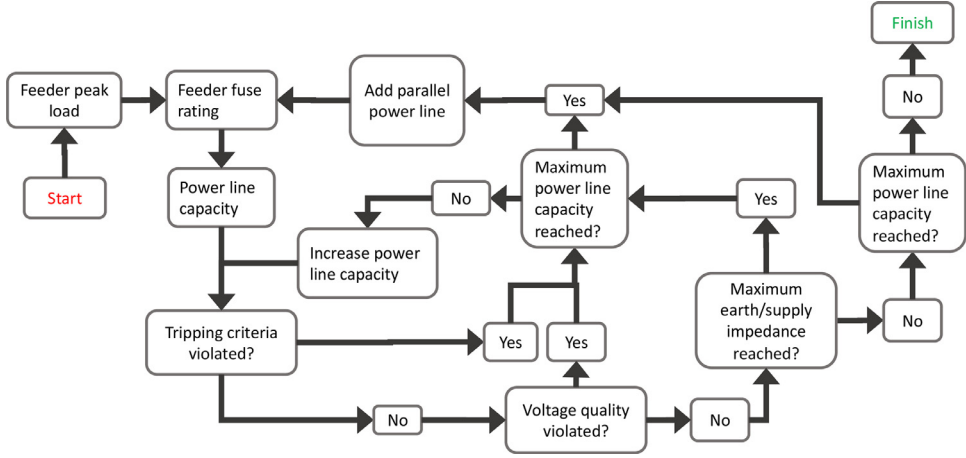 Finish
Feeder peak
load
Feeder fuse
rating
Add parallel
power line
Yes
No
Start
Power line
capacity
No
Maximum
power line
capacity
reached?
Yes
Maximum
power line
capacity
reached?
Increase power
line capacity
Tripping criteria
violated?
Yes
Yes
Maximum
earth/supply
impedance
reached?
No
No
Voltage quality
violated?
No